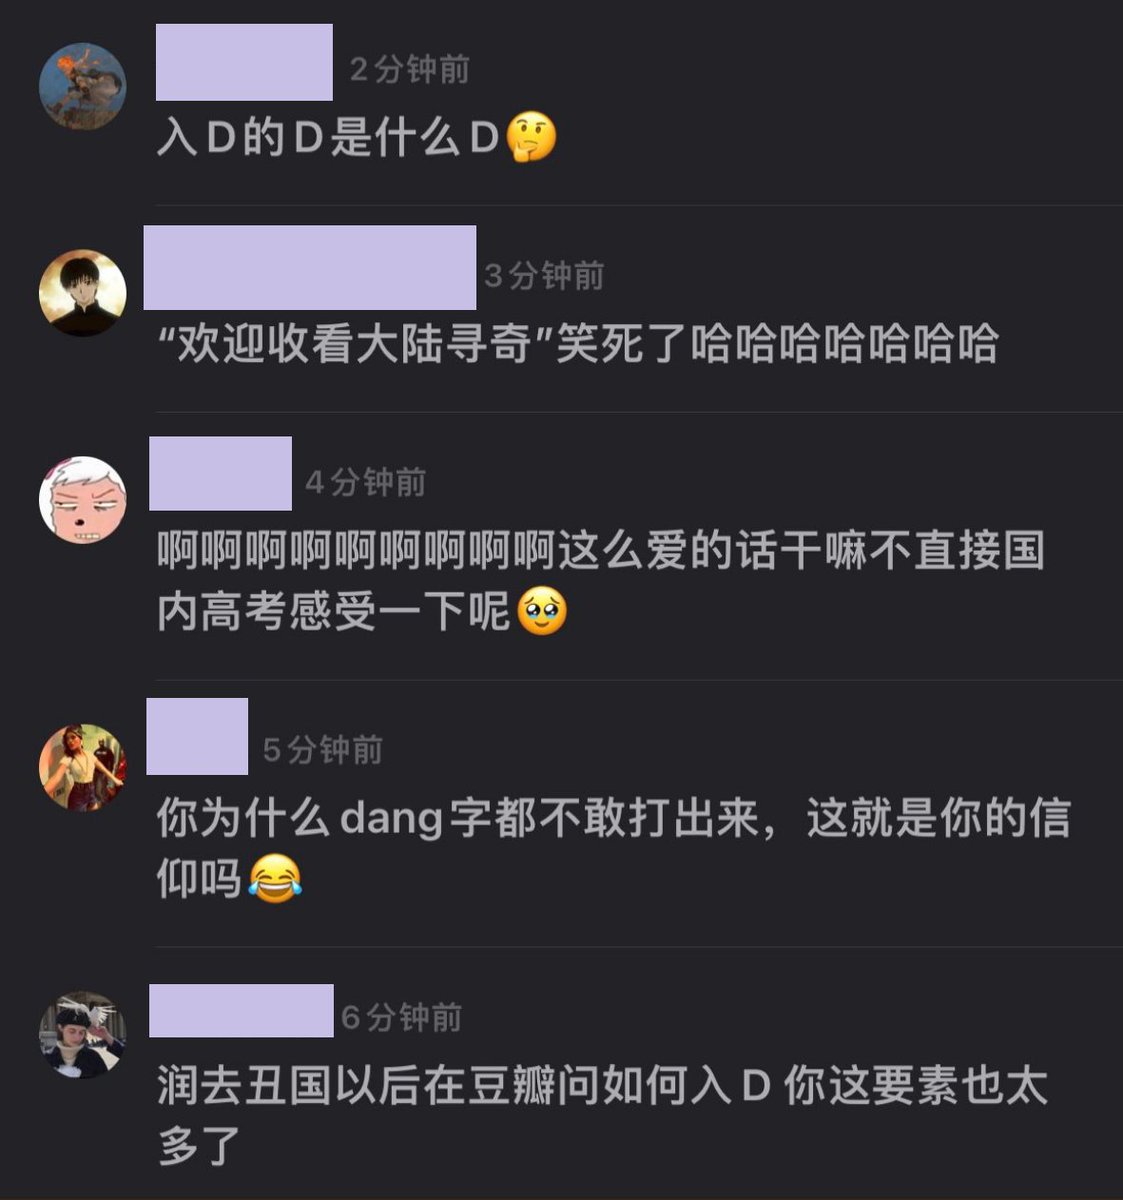 2分钟前
入D的D是什么D🤔
3分钟前
“欢迎收看大陆寻奇”笑死了哈哈哈哈哈哈哈
4分钟前
啊啊啊啊啊啊啊啊啊这么爱的话干嘛不直接国
内高考感受一下呢🥹
5分钟前
你为什么dang字都不敢打出来，这就是你的信
仰吗😂
6分钟前
润去丑国以后在豆瓣问如何入D 你这要素也太
多了